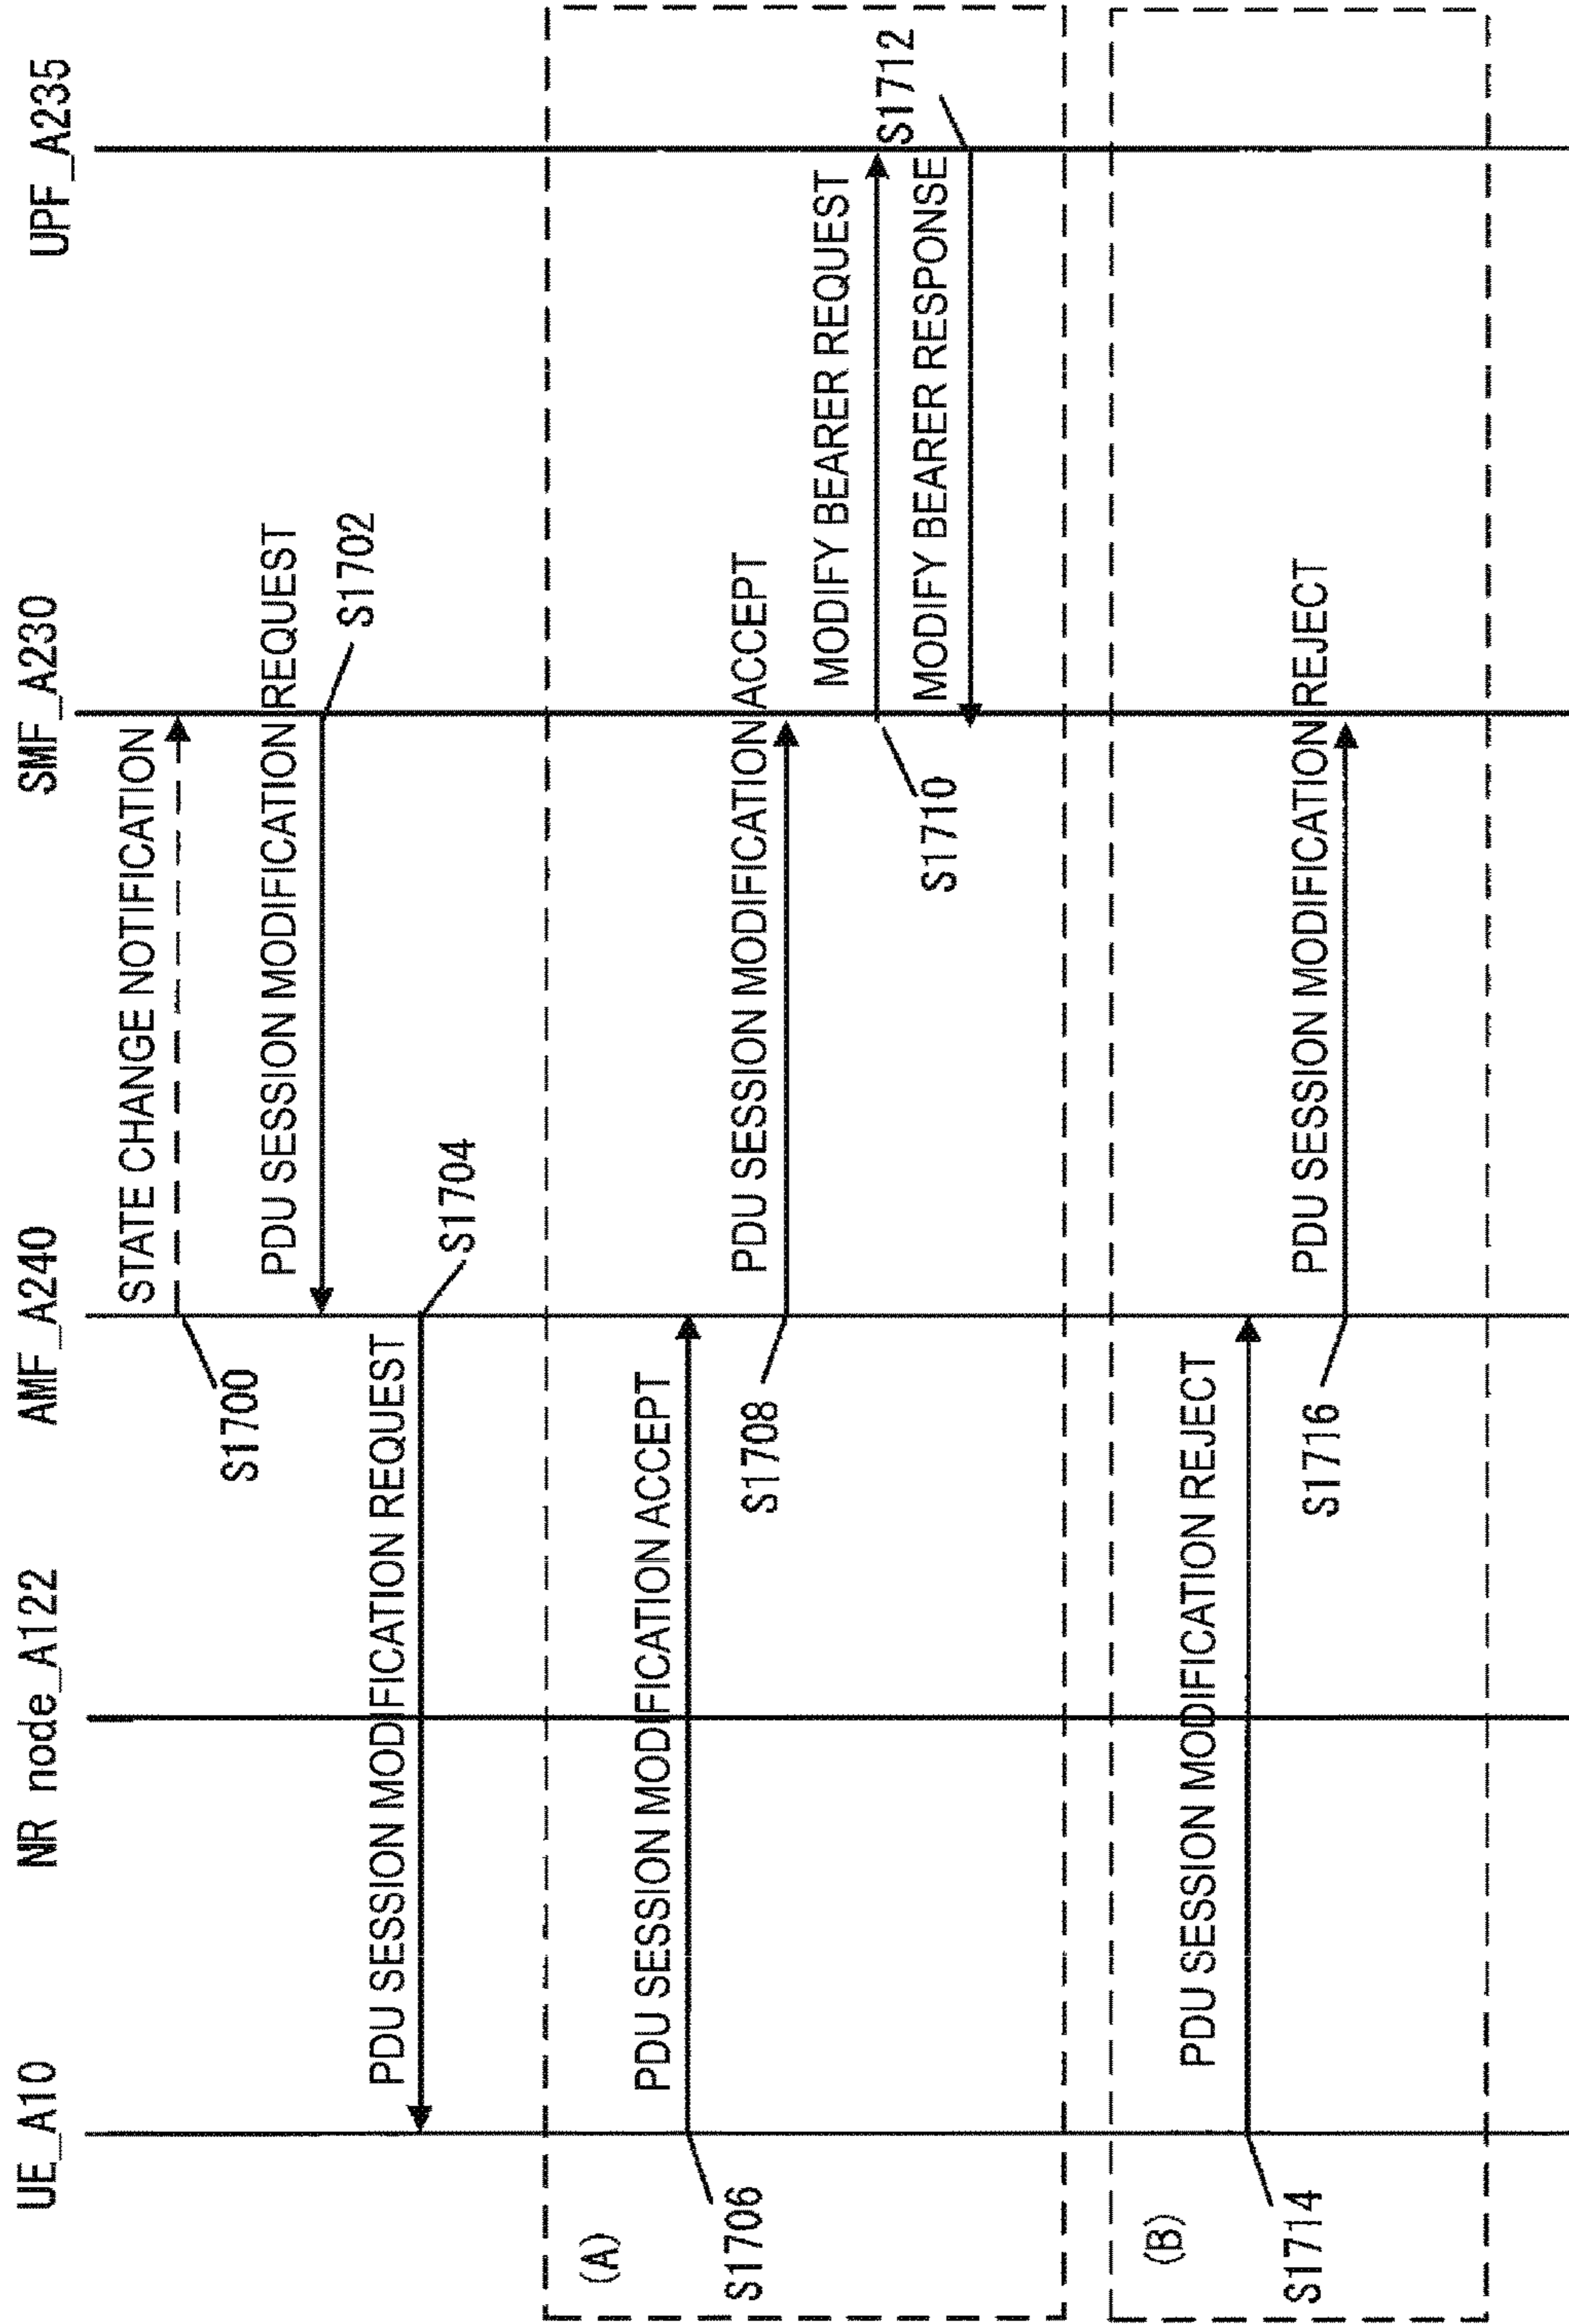 UE_A10
NR node_A122
AMF_A240
SMF_A230
UPF_A235
STATE CHANGE NOTIFICATION
S1700
PDU SESSION MODIFICATION REQUEST
S1702
PDU SESSION MODIFICATION REQUEST
S1704
(A)
PDU SESSION MODIFICATION ACCEPT
S1706
PDU SESSION MODIFICATION ACCEPT
S1708
MODIFY BEARER REQUEST
S1710
MODIFY BEARER RESPONSE
S1712
(B)
PDU SESSION MODIFICATION REJECT
S1714
PDU SESSION MODIFICATION REJECT
S1716